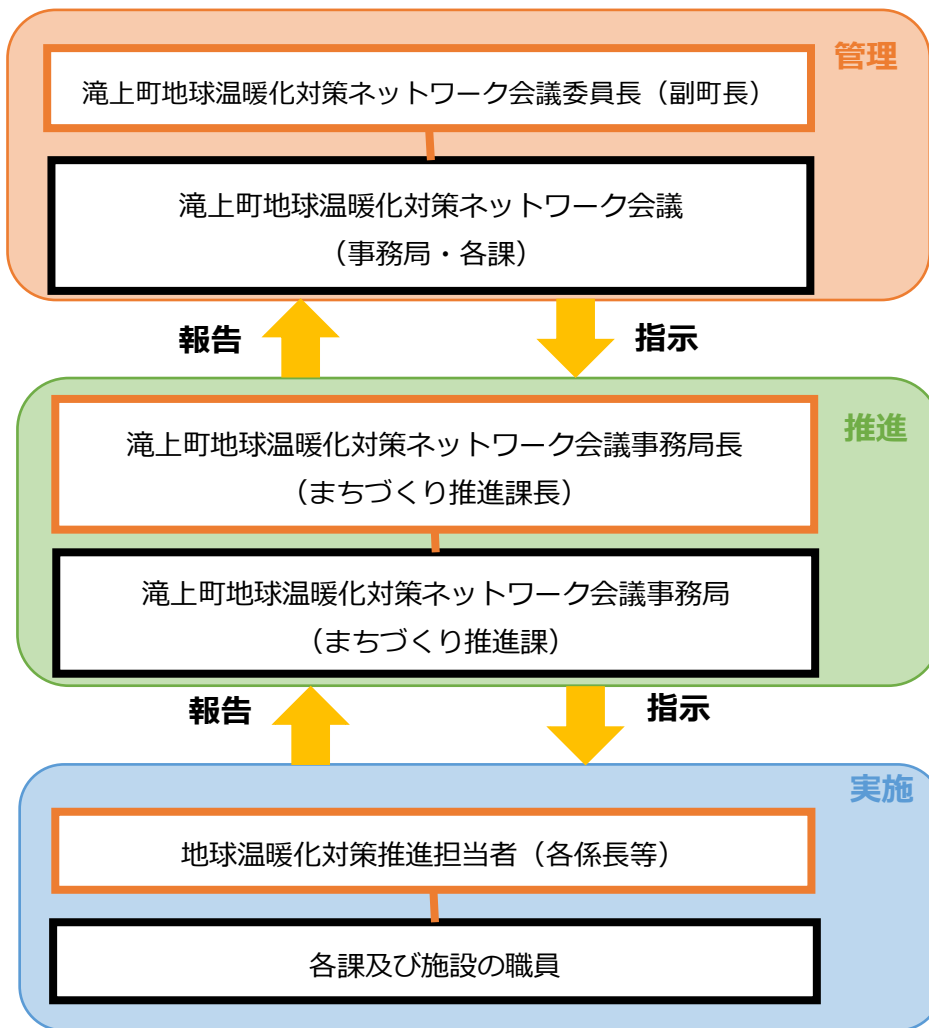 管理
滝上町地球温暖化対策ネットワーク会議委員長（副町長）
滝上町地球温暖化対策ネットワーク会議
（事務局・各課）
報告
指示
推進
滝上町地球温暖化対策ネットワーク会議事務局長
（まちづくり推進課長）
滝上町地球温暖化対策ネットワーク会議事務局
（まちづくり推進課）
報告
指示
実施
地球温暖化対策推進担当者（各係長等）
各課及び施設の職員